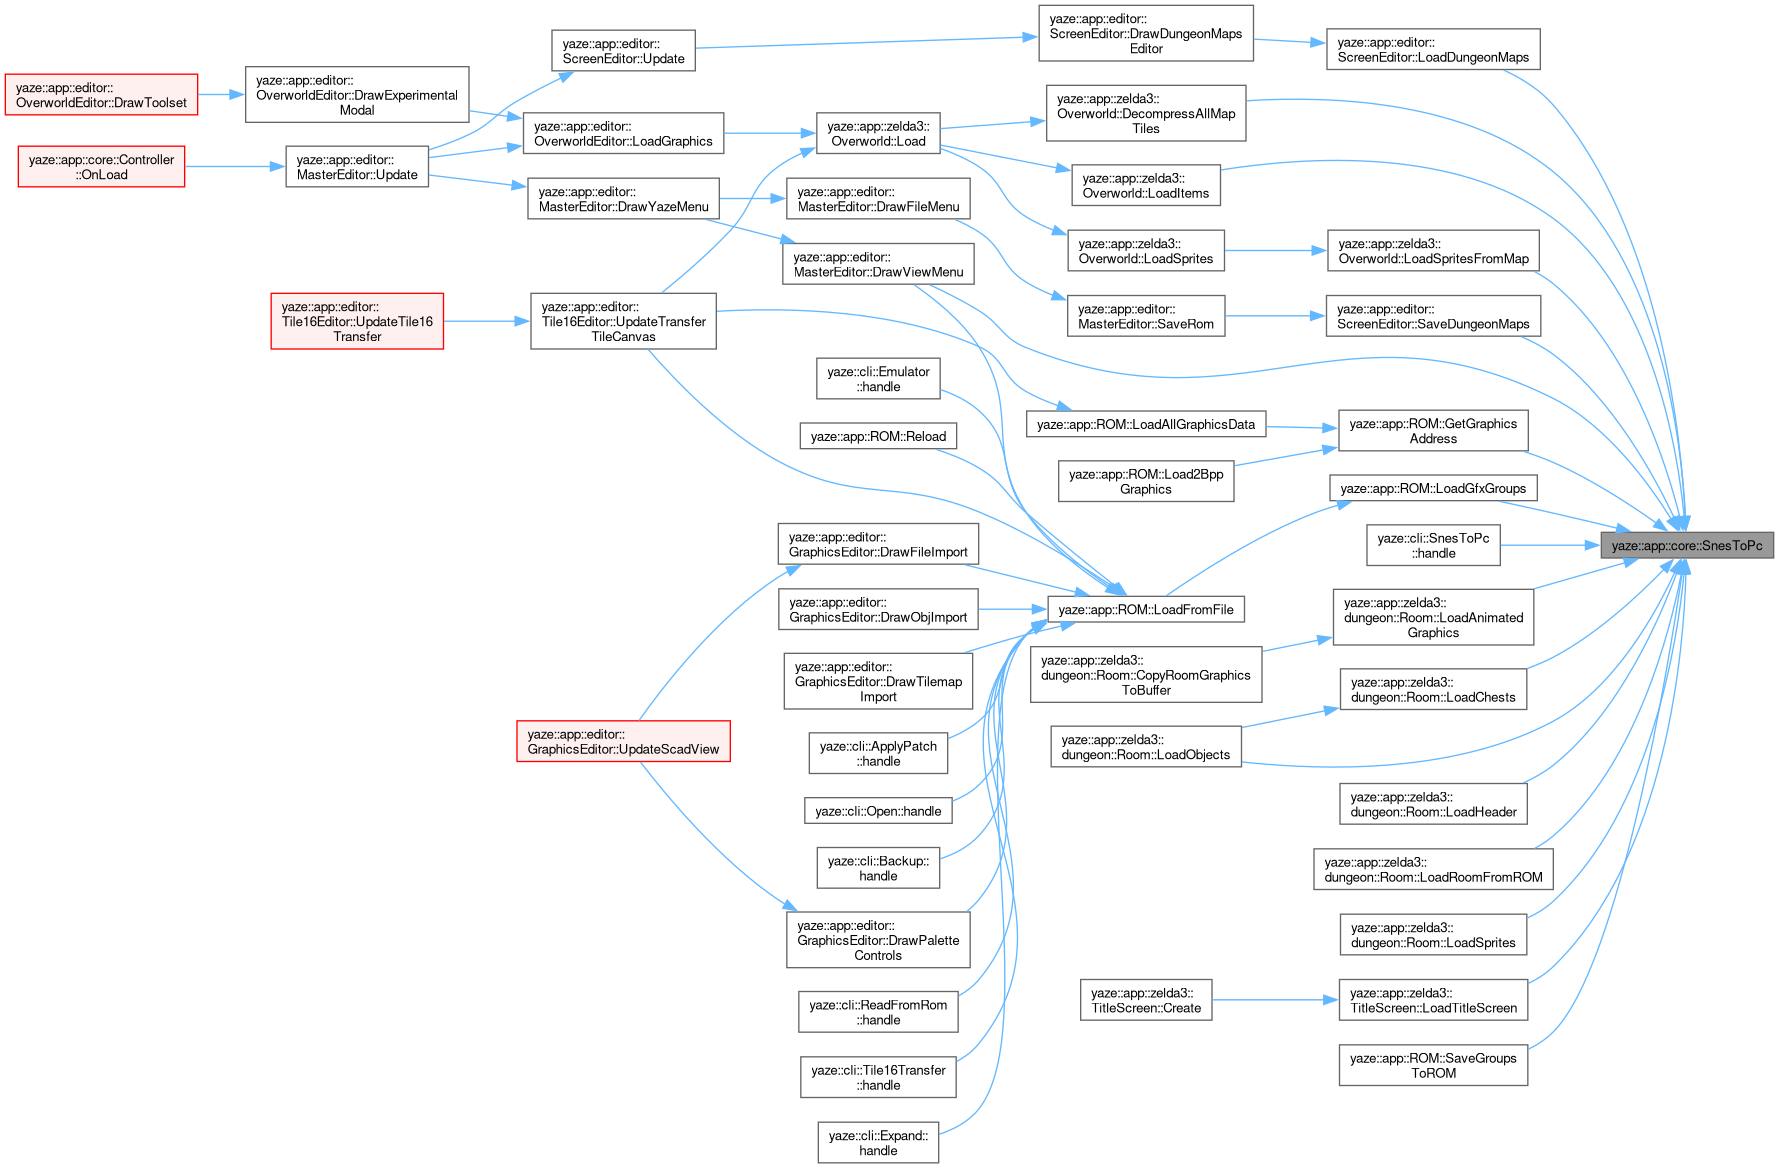 yaze::app::editor::
OverworldEditor::DrawToolset
yaze::app::core::Controller
::OnLoad
yaze::app::editor::
OverworldEditor::DrawExperimental
Modal
yaze::app::editor::
MasterEditor::Update
yaze::app::editor::
Tile16Editor::UpdateTile16
Transfer
yaze::app::editor::
ScreenEditor::Update
yaze::app::editor::
OverworldEditor::LoadGraphics
yaze::app::editor::
MasterEditor::DrawYazeMenu
yaze::app::editor::
Tile16Editor::UpdateTransfer
TileCanvas
yaze::app::editor::
GraphicsEditor::UpdateScadView
yaze::app::zelda3::
Overworld::Load
yaze::app::editor::
MasterEditor::DrawFileMenu
yaze::app::editor::
MasterEditor::DrawViewMenu
yaze::cli::Emulator
::handle
yaze::app::ROM::Reload
yaze::app::editor::
GraphicsEditor::DrawFileImport
yaze::app::editor::
GraphicsEditor::DrawObjImport
yaze::app::editor::
GraphicsEditor::DrawTilemap
Import
yaze::cli::ApplyPatch
::handle
yaze::cli::Open::handle
yaze::cli::Backup::
handle
yaze::app::editor::
GraphicsEditor::DrawPalette
Controls
yaze::cli::ReadFromRom
::handle
yaze::cli::Tile16Transfer
::handle
yaze::cli::Expand::
handle
yaze::app::editor::
ScreenEditor::DrawDungeonMaps
Editor
yaze::app::zelda3::
Overworld::DecompressAllMap
Tiles
yaze::app::zelda3::
Overworld::LoadItems
yaze::app::zelda3::
Overworld::LoadSprites
yaze::app::editor::
MasterEditor::SaveRom
yaze::app::ROM::LoadAllGraphicsData
yaze::app::ROM::Load2Bpp
Graphics
yaze::app::ROM::LoadFromFile
yaze::app::zelda3::
dungeon::Room::CopyRoomGraphics
ToBuffer
yaze::app::zelda3::
dungeon::Room::LoadObjects
yaze::app::zelda3::
TitleScreen::Create
yaze::app::editor::
ScreenEditor::LoadDungeonMaps
yaze::app::zelda3::
Overworld::LoadSpritesFromMap
yaze::app::editor::
ScreenEditor::SaveDungeonMaps
yaze::app::ROM::GetGraphics
Address
yaze::app::ROM::LoadGfxGroups
yaze::cli::SnesToPc
::handle
yaze::app::zelda3::
dungeon::Room::LoadAnimated
Graphics
yaze::app::zelda3::
dungeon::Room::LoadChests
yaze::app::zelda3::
dungeon::Room::LoadHeader
yaze::app::zelda3::
dungeon::Room::LoadRoomFromROM
yaze::app::zelda3::
dungeon::Room::LoadSprites
yaze::app::zelda3::
TitleScreen::LoadTitleScreen
yaze::app::ROM::SaveGroups
ToROM
yaze::app::core::SnesToPc